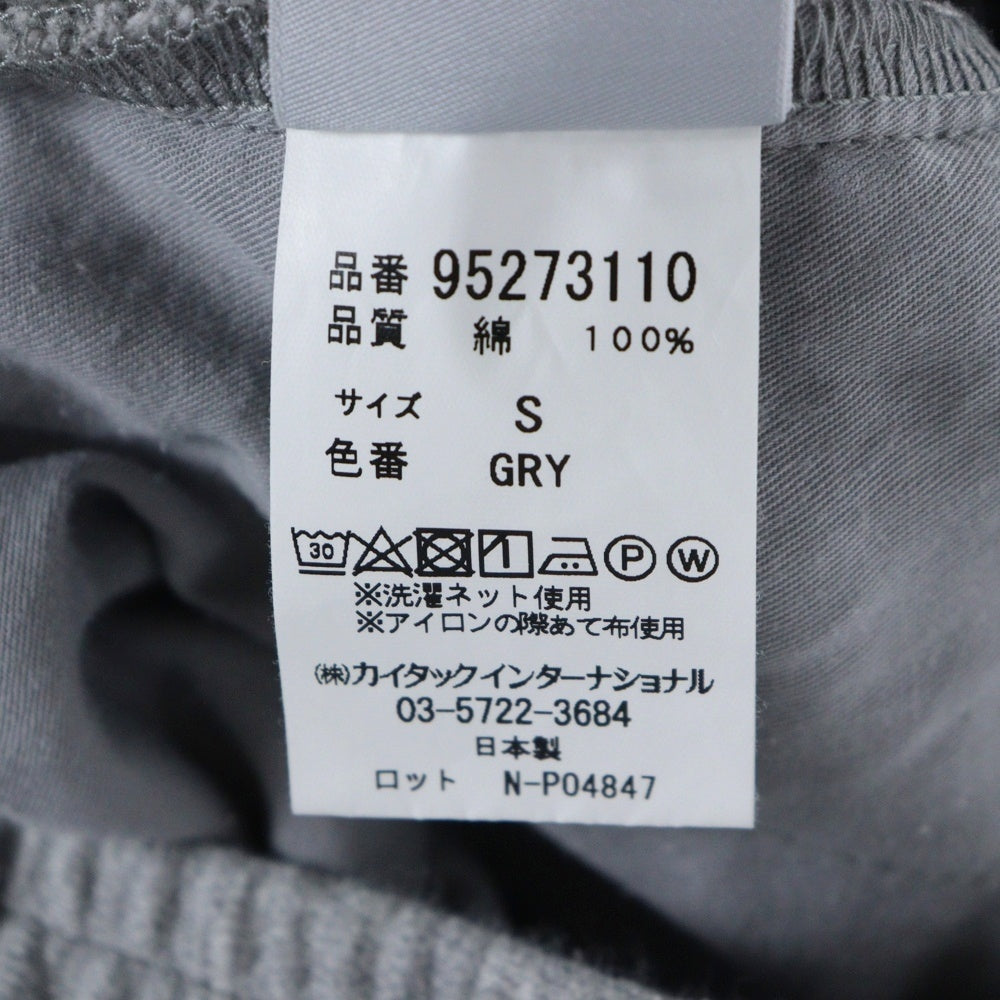 品番 95273110
品質 綿 100%
サイズ S
色番 GRY
30 P W
※洗濯ネット使用
※アイロンの際あて布使用
㈱カイタックインターナショナル
03-5722-3684
日本製
ロット N-P04847